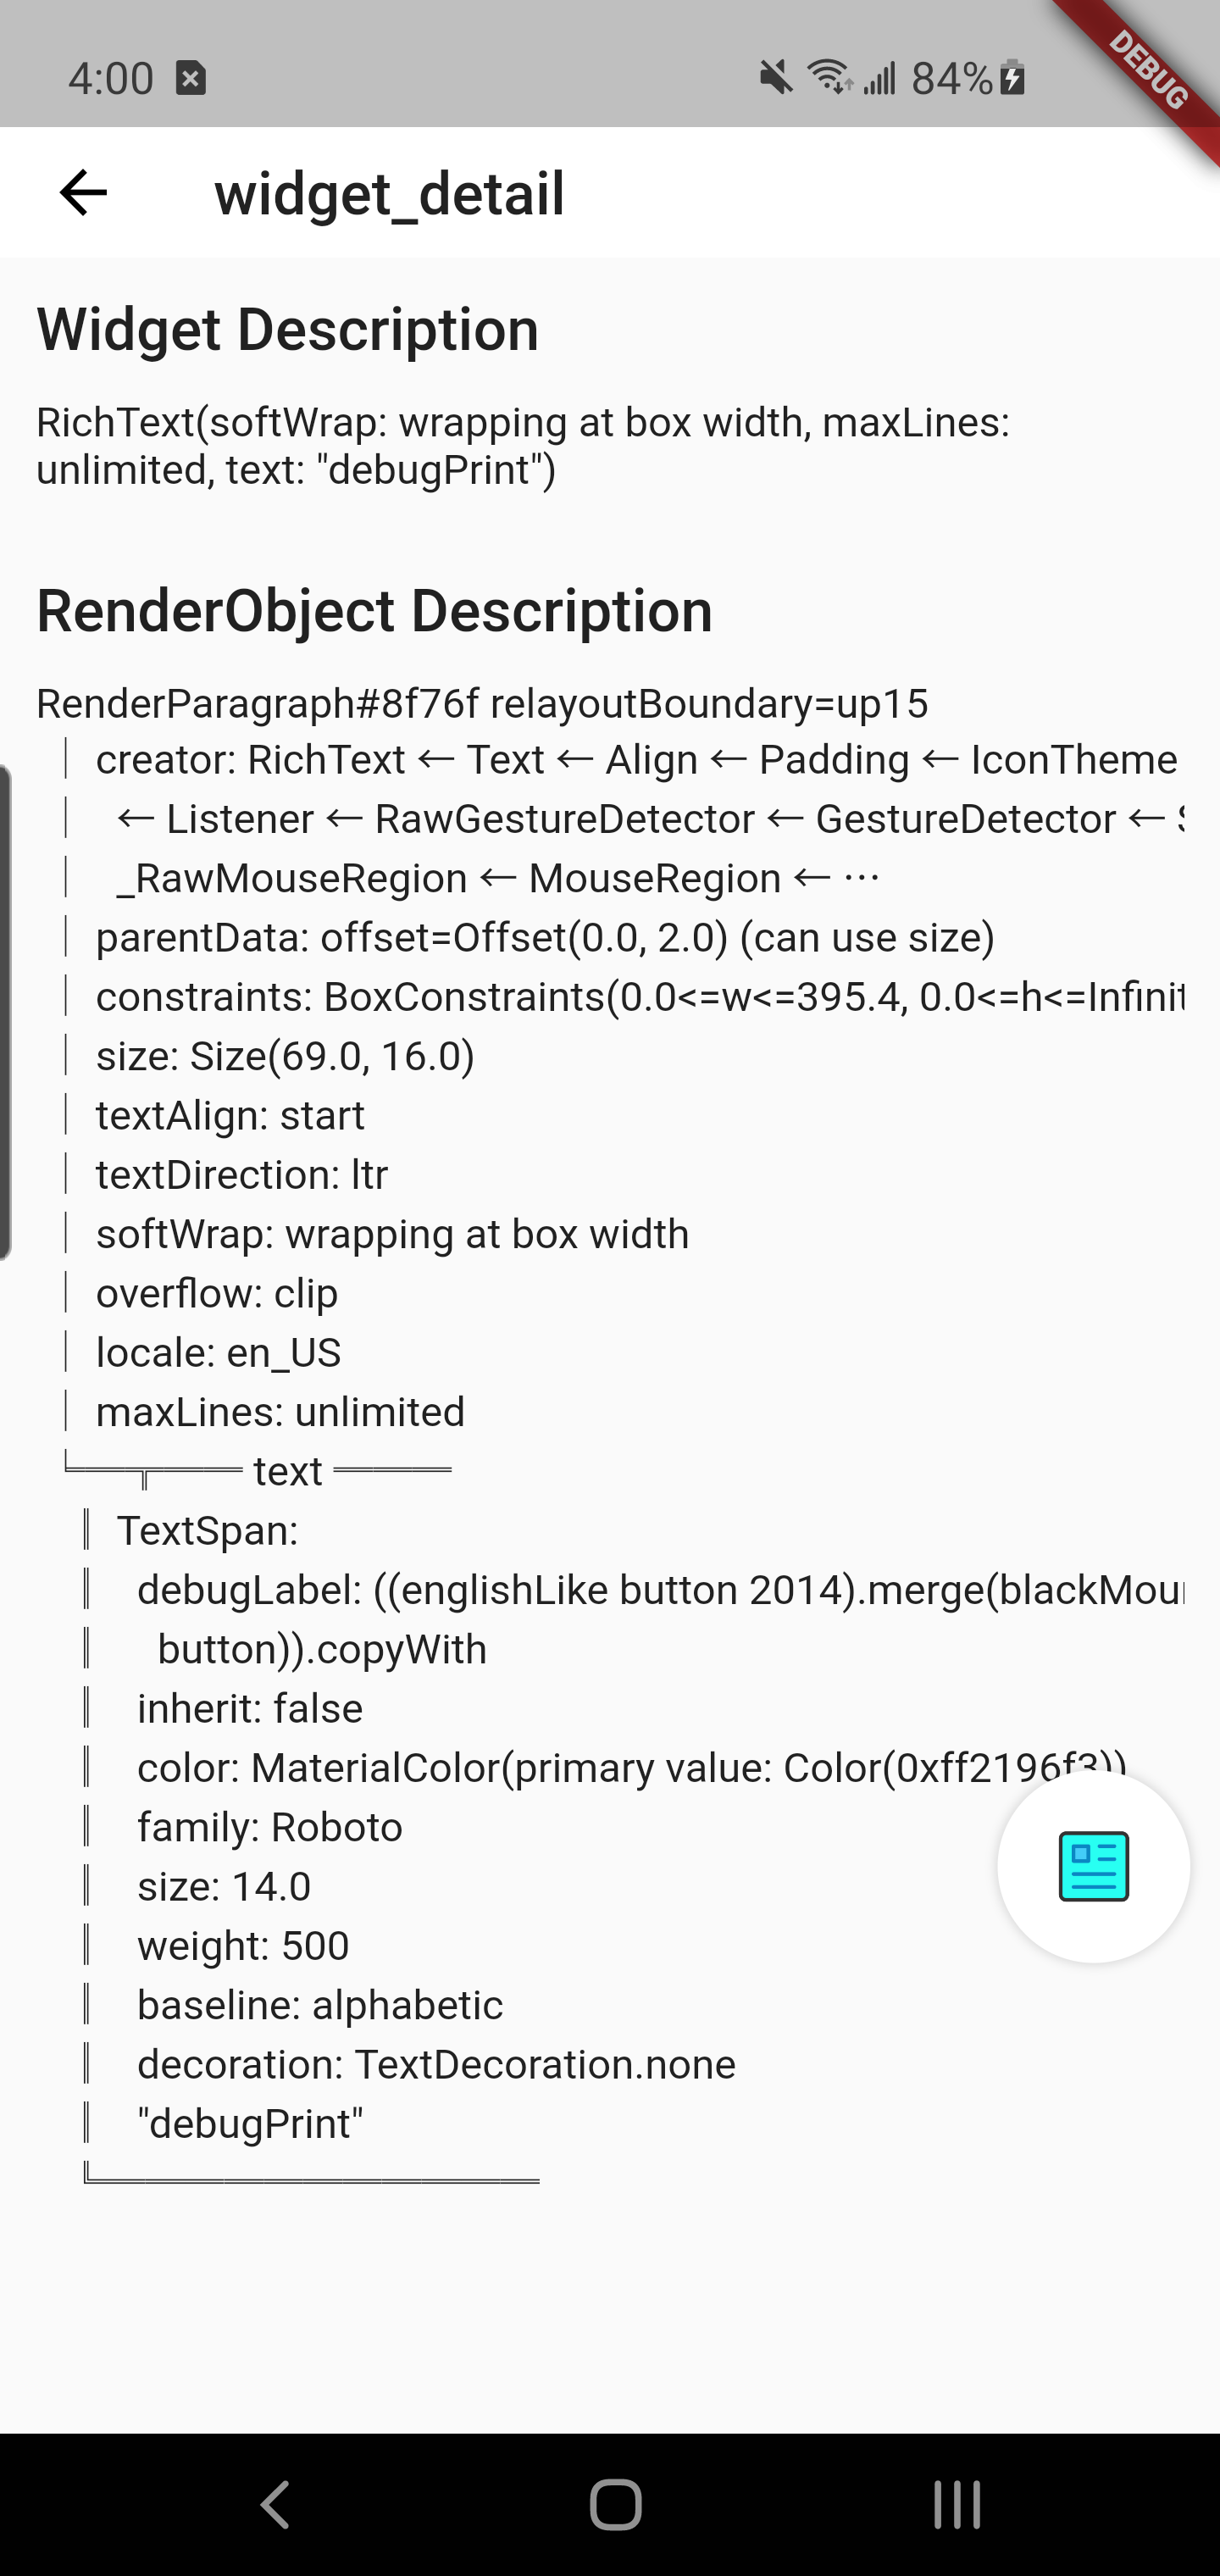 4:00
84%
DEBUG
widget_detail
Widget Description
RichText(softWrap: wrapping at box width, maxLines:
unlimited, text: "debugPrint")
RenderObject Description
RenderParagraph#8f76f relayoutBoundary=up15
│ creator: RichText ← Text ← Align ← Padding ← IconTheme
│   ← Listener ← RawGestureDetector ← GestureDetector ←
│   _RawMouseRegion ← MouseRegion ← ⋯
│ parentData: offset=Offset(0.0, 2.0) (can use size)
│ constraints: BoxConstraints(0.0<=w<=395.4, 0.0<=h<=Infinit
│ size: Size(69.0, 16.0)
│ textAlign: start
│ textDirection: ltr
│ softWrap: wrapping at box width
│ overflow: clip
│ locale: en_US
│ maxLines: unlimited
╘═╦══ text ═══
║ TextSpan:
║   debugLabel: ((englishLike button 2014).merge(blackMou
║     button)).copyWith
║   inherit: false
║   color: MaterialColor(primary value: Color(0xff2196f3))
║   family: Roboto
║   size: 14.0
║   weight: 500
║   baseline: alphabetic
║   decoration: TextDecoration.none
║   "debugPrint"
╚═══════════